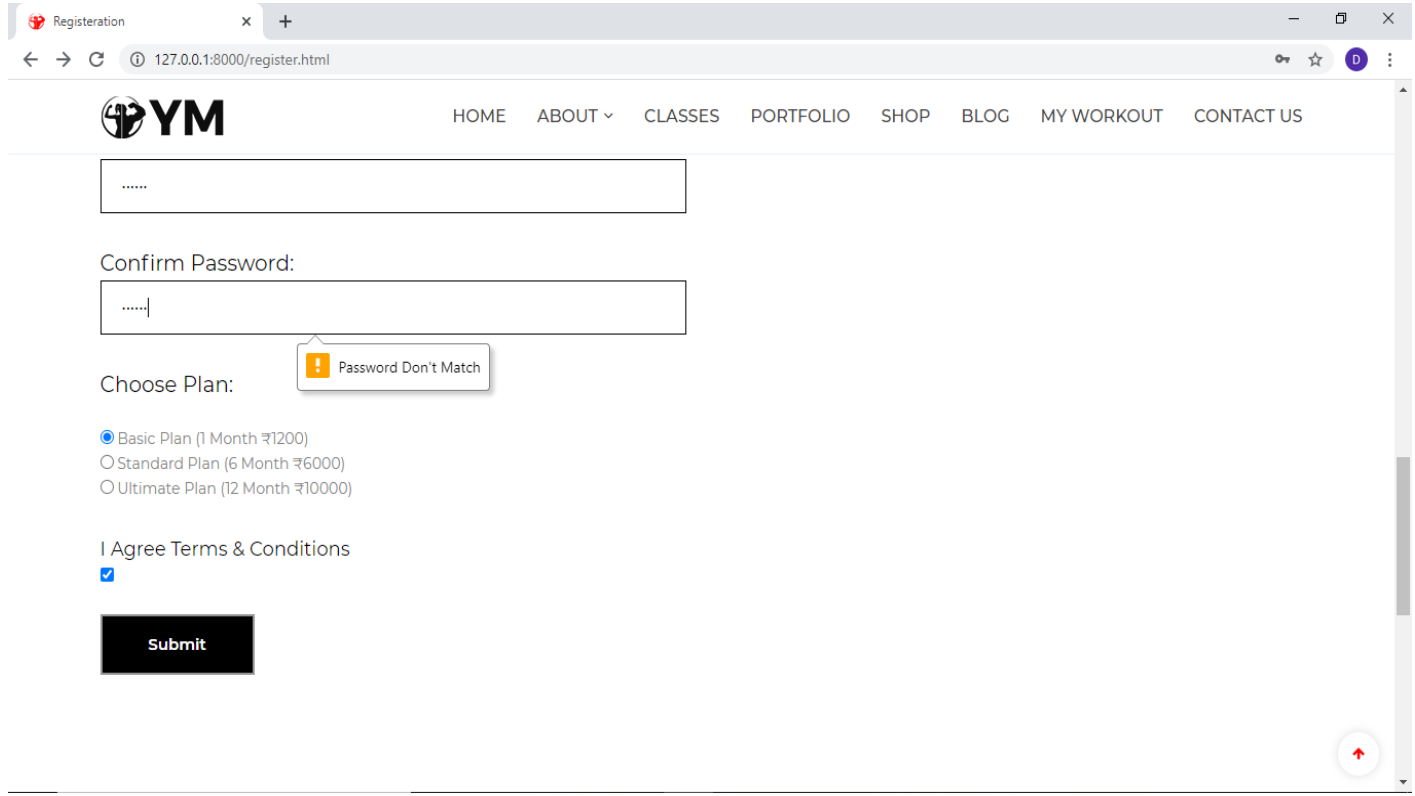 Registeration
127.0.0.1:8000/register.html
D
YM
HOME ABOUT CLASSES PORTFOLIO SHOP BLOG MY WORKOUT CONTACT US
······
Confirm Password:
······
Password Don't Match
Choose Plan:
Basic Plan (1 Month ₹1200)
Standard Plan (6 Month ₹6000)
Ultimate Plan (12 Month ₹10000)
I Agree Terms & Conditions
Submit